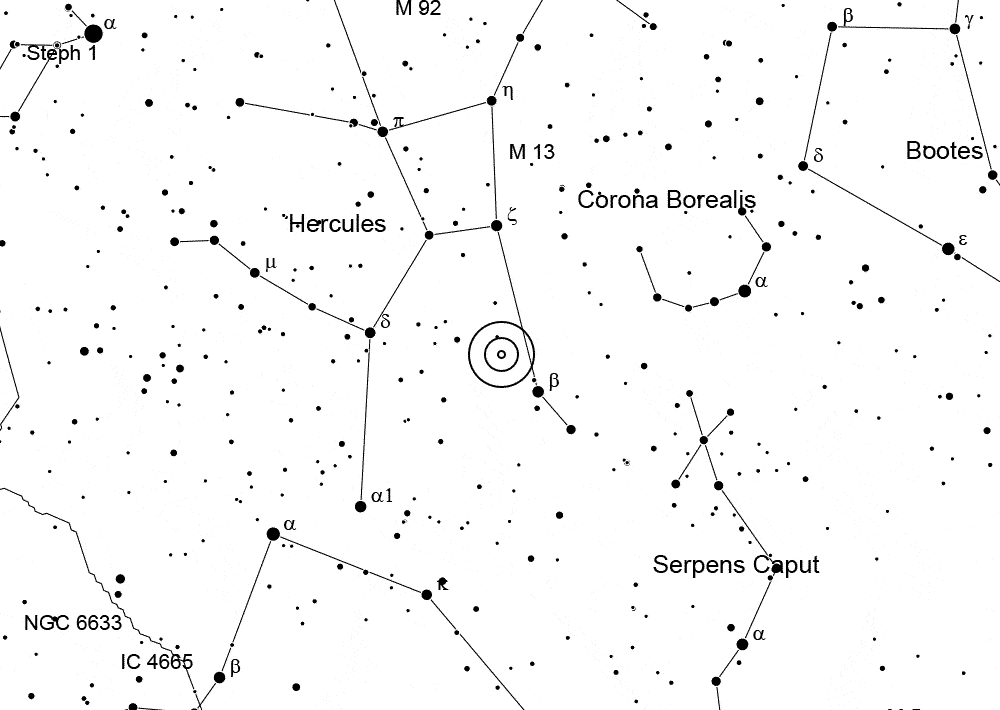 M 92
α
β
γ
Steph 1
η
π
M 13
Bootes
δ
Corona Borealis
ζ
Hercules
ε
μ
α
δ
β
α1
α
Serpens Caput
κ
NGC 6633
α
IC 4665
β